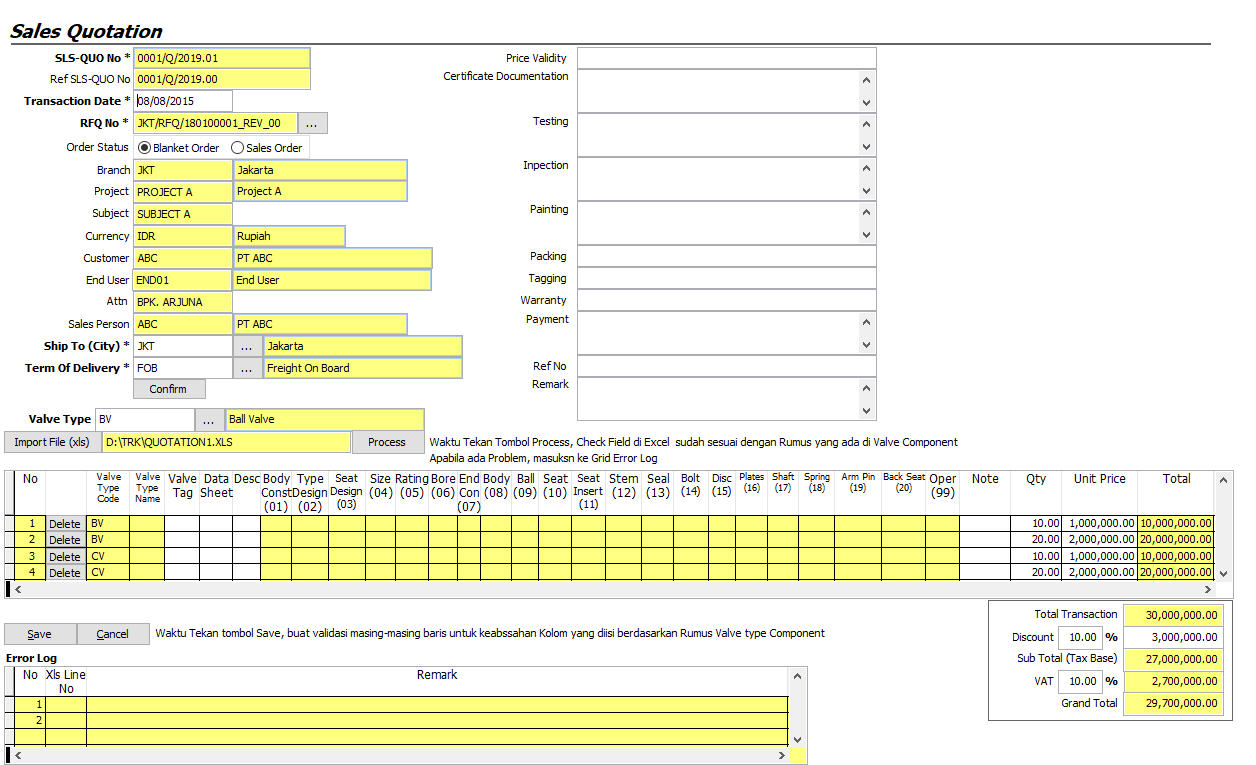 Sales Quotation
SLS-QUO No * 0001/Q/2019.01
Ref SLS-QUO No 0001/Q/2019.00
Transaction Date * 08/08/2015
RFQ No * JKT/RFQ/180100001_REV_00 ...
Order Status Blanket Order Sales Order
Branch JKT Jakarta
Project PROJECT A Project A
Subject SUBJECT A
Currency IDR Rupiah
Customer ABC PT ABC
End User END01 End User
Attn BPK. ARJUNA
Sales Person ABC PT ABC
Ship To (City) * JKT ... Jakarta
Term Of Delivery * FOB ... Freight On Board
Confirm
Price Validity
Certificate Documentation
Testing
Inpection
Painting
Packing
Tagging
Warranty
Payment
Ref No
Remark
Valve Type BV ... Ball Valve
Import File (xls) D:\TRK\QUOTATION1.XLS Process
Waktu Tekan Tombol Process, Check Field di Excel sudah sesuai dengan Rumus yang ada di Valve Component
Apabila ada Problem, masuksn ke Grid Error Log
No Valve Type Code Valve Type Name Valve Tag Data Sheet Desc Body Const (01) Type Design (02) Seat Design (03) Size (04) Rating (05) Bore (06) End Con (07) Body (08) Ball (09) Seat (10) Seat Insert (11) Stem (12) Seal (13) Bolt (14) Disc (15) Plates (16) Shaft (17) Spring (18) Arm Pin (19) Back Seat (20) Oper (99) Note Qty Unit Price Total
1 Delete BV 10.00 1,000,000.00 10,000,000.00
2 Delete BV 20.00 2,000,000.00 20,000,000.00
3 Delete CV 10.00 1,000,000.00 10,000,000.00
4 Delete CV 20.00 2,000,000.00 20,000,000.00
Save Cancel Waktu Tekan tombol Save, buat validasi masing-masing baris untuk keabssahan Kolom yang diisi berdasarkan Rumus Valve type Component
Total Transaction 30,000,000.00
Discount 10.00 % 3,000,000.00
Sub Total (Tax Base) 27,000,000.00
VAT 10.00 % 2,700,000.00
Grand Total 29,700,000.00
Error Log
No Xls Line No Remark
1
2